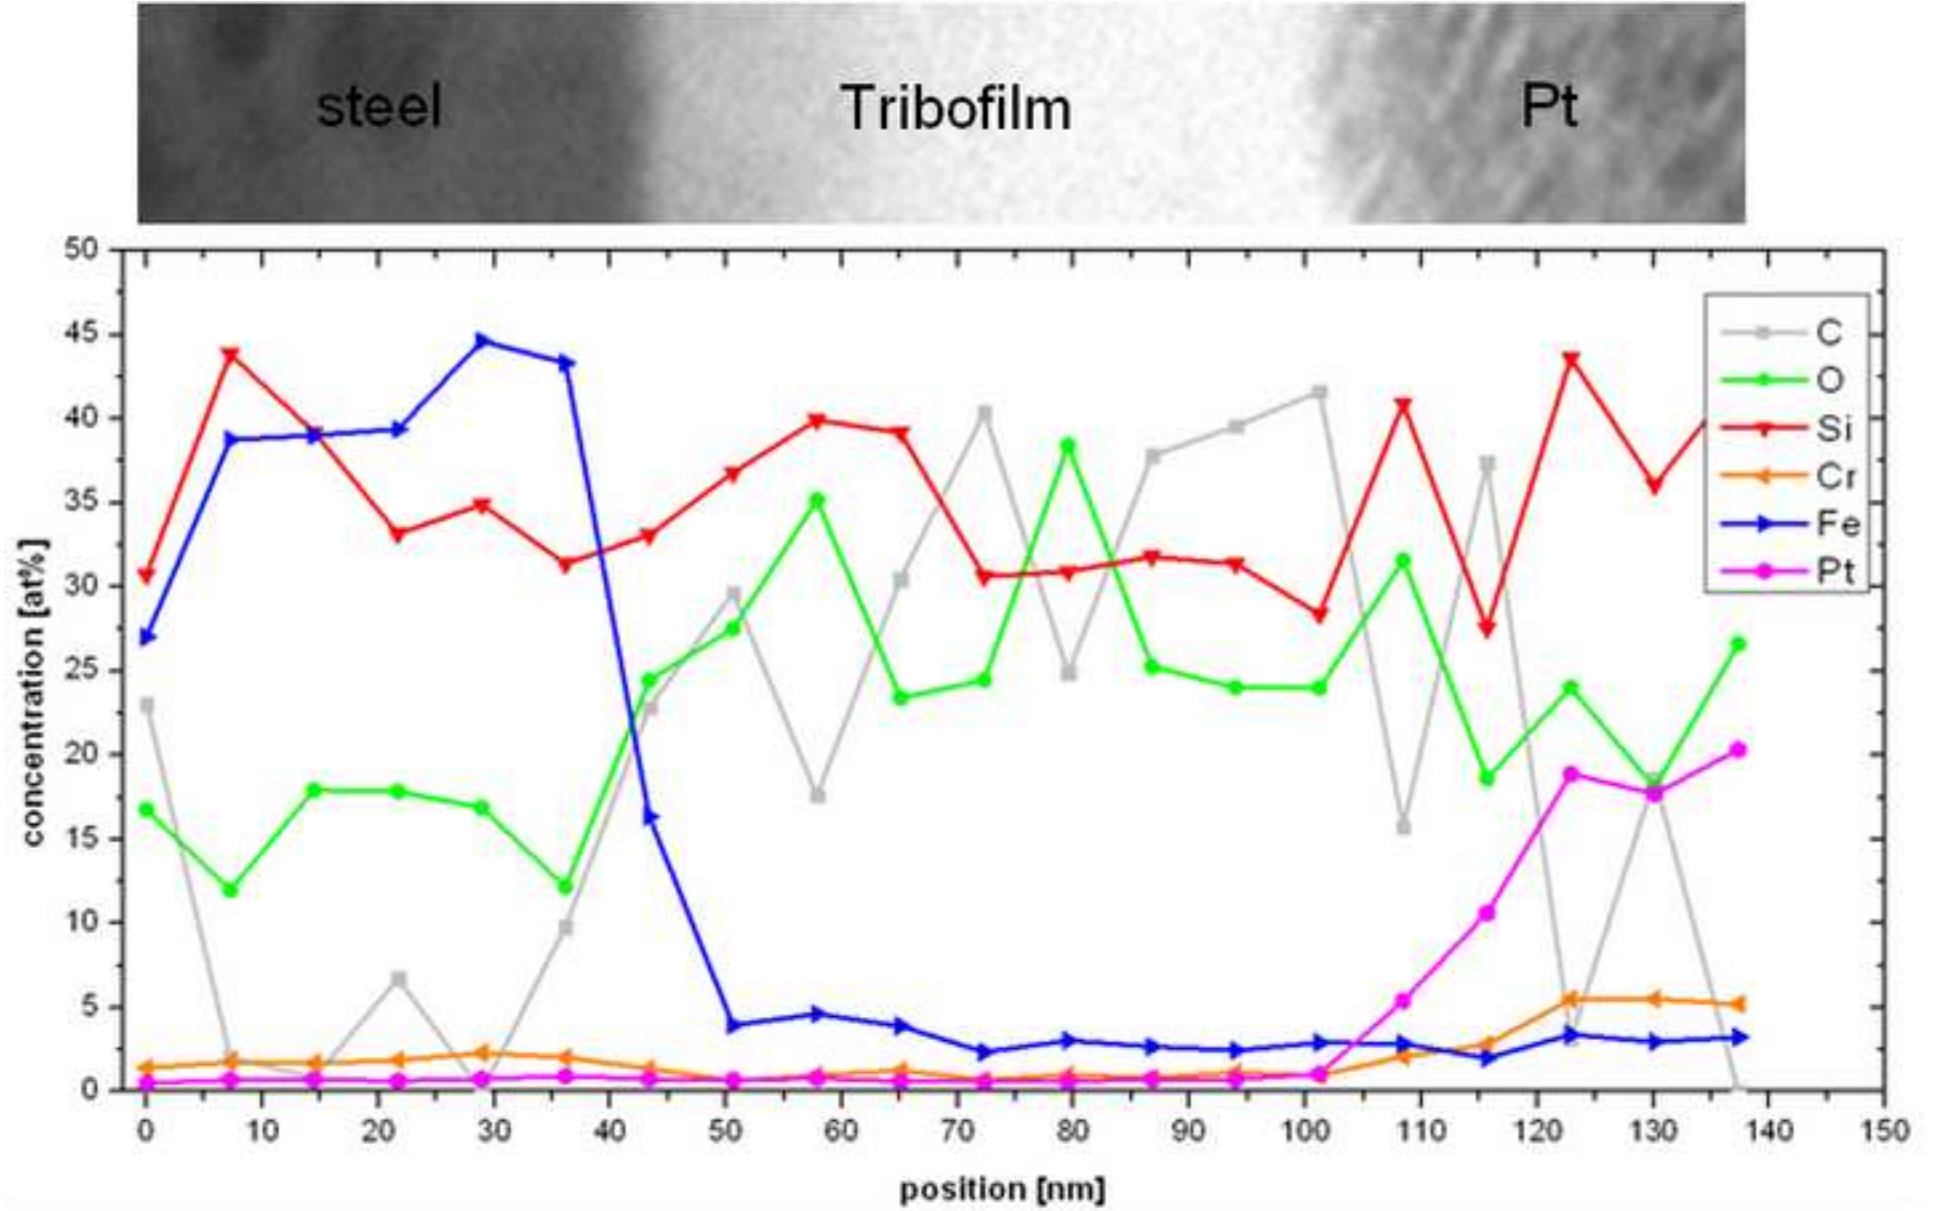 steel Tribofilm Pt
50
45
40
35
30
25
20
15
10
5
0
concentration [at%]
C
O
Si
Cr
Fe
Pt
0 10 20 30 40 50 60 70 80 90 100 110 120 130 140 150
position [nm]